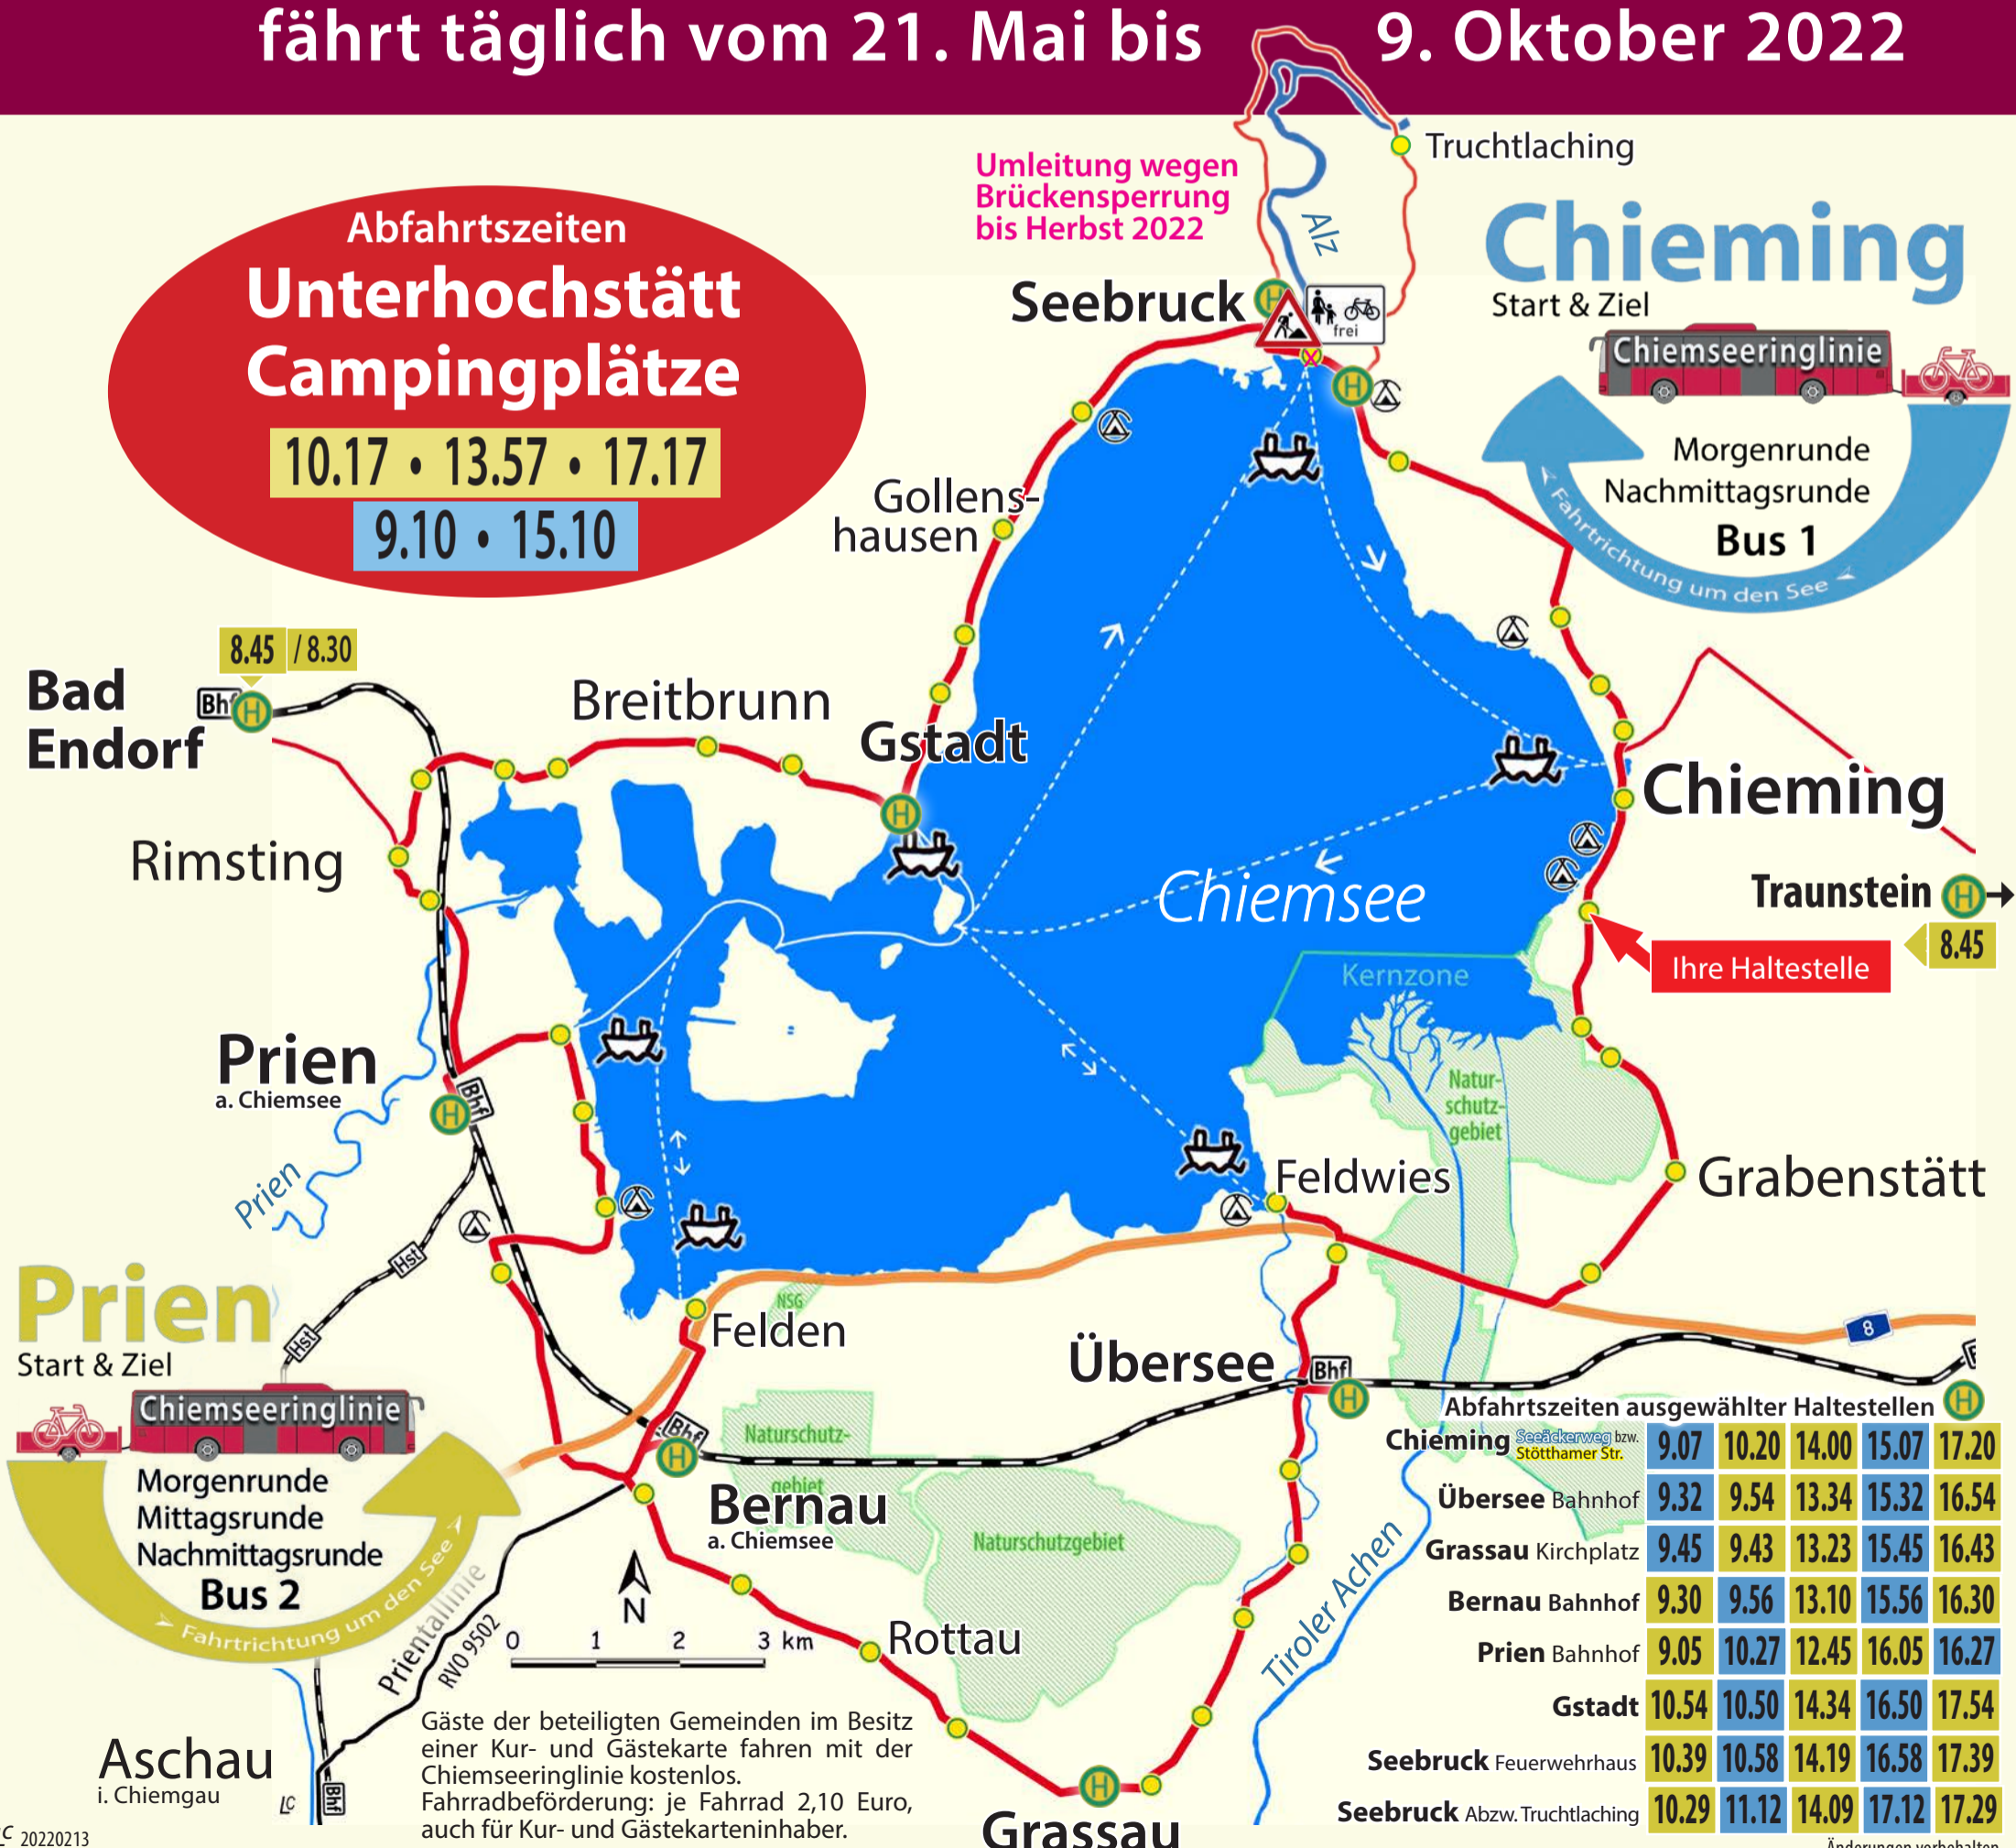 fährt täglich vom 21. Mai bis 9. Oktober 2022
Truchtlaching
Umleitung wegen
Brückensperrung
bis Herbst 2022
Alz
Abfahrtszeiten
Unterhochstätt
Campingplätze
10.17 • 13.57 • 17.17
9.10 • 15.10
Seebruck
H
frei
H
Chieming
Start & Ziel
Chiemseeringlinie
Morgenrunde
Nachmittagsrunde
Bus 1
Fahrtrichtung um den See
Gollens-
hausen
8.45 / 8.30
Bad
Endorf
Bhf
H
Breitbrunn
Gstadt
H
Rimsting
Chieming
Chiemsee
Traunstein H
8.45
Ihre Haltestelle
Kernzone
Prien
a. Chiemsee
Bhf
H
Prien
Natur-
schutz-
gebiet
Feldwies
Grabenstätt
Hst
Hst
NSG
Felden
Übersee
Bhf
H
8
Prien
Start & Ziel
Chiemseeringlinie
Morgenrunde
Mittagsrunde
Nachmittagsrunde
Bus 2
Fahrtrichtung um den See
Bhf
H
Naturschutz-
gebiet
Bernau
a. Chiemsee
Naturschutzgebiet
Tiroler Achen
Prientallinie
RVO 9502
N
0 1 2 3 km
Rottau
Aschau
i. Chiemgau
LC
Bhf
Gäste der beteiligten Gemeinden im Besitz
einer Kur- und Gästekarte fahren mit der
Chiemseeringlinie kostenlos.
Fahrradbeförderung: je Fahrrad 2,10 Euro,
auch für Kur- und Gästekarteninhaber.
H
Grassau
Abfahrtszeiten ausgewählter Haltestellen H
Chieming Seeäckerweg bzw. Stötthamer Str. 9.07 10.20 14.00 15.07 17.20
Übersee Bahnhof 9.32 9.54 13.34 15.32 16.54
Grassau Kirchplatz 9.45 9.43 13.23 15.45 16.43
Bernau Bahnhof 9.30 9.56 13.10 15.56 16.30
Prien Bahnhof 9.05 10.27 12.45 16.05 16.27
Gstadt 10.54 10.50 14.34 16.50 17.54
Seebruck Feuerwehrhaus 10.39 10.58 14.19 16.58 17.39
Seebruck Abzw. Truchtlaching 10.29 11.12 14.09 17.12 17.29
20220213
Änderungen vorbehalten